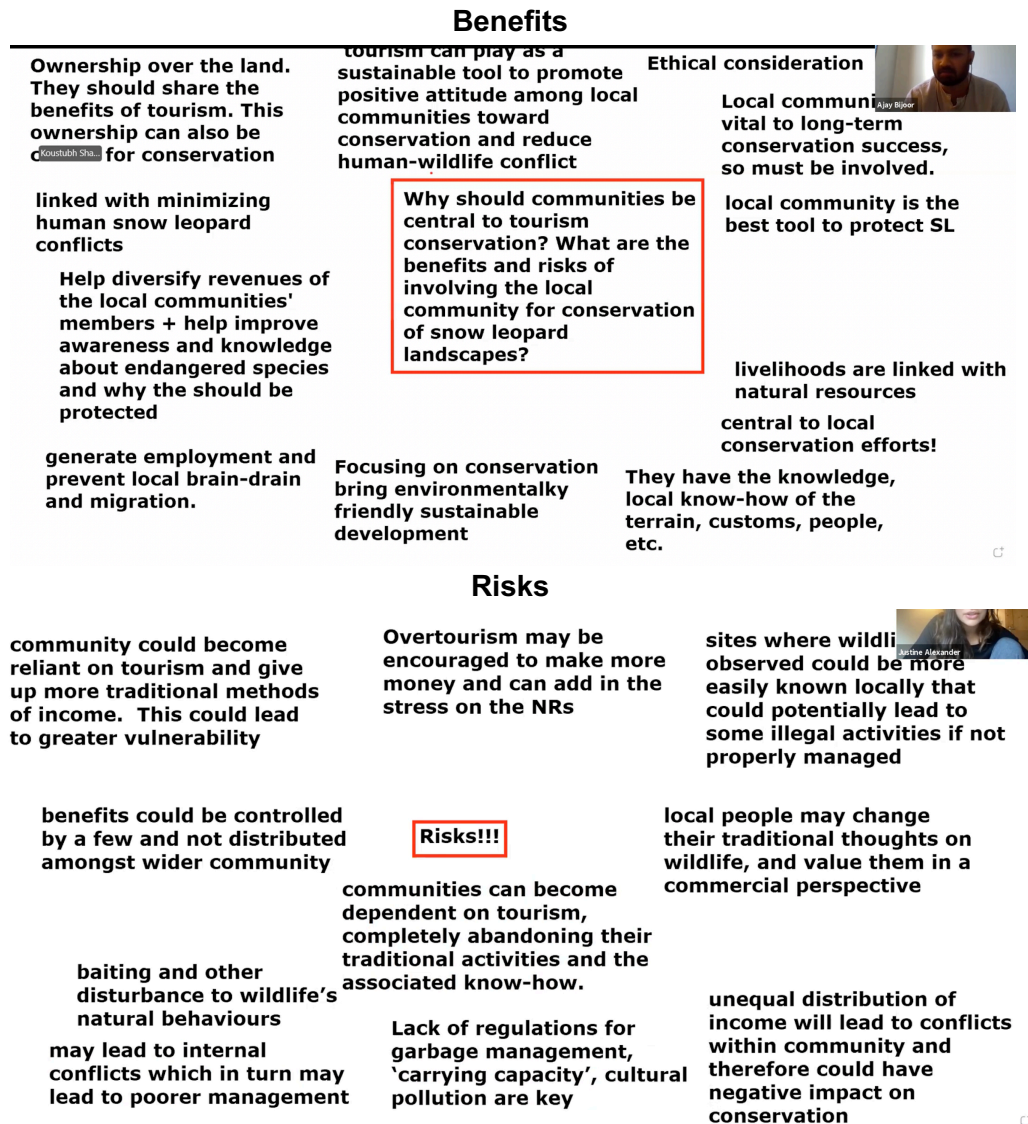 Benefits
Ownership over the land.
They should share the
benefits of tourism. This
ownership can also be
for conservation
Koustubh Sha...
tourism can play as a
sustainable tool to promote
positive attitude among local
communities toward
conservation and reduce
human-wildlife conflict
Ethical consideration
Ajay Bijoor
Local
vital to long-term
conservation success,
so must be involved.
linked with minimizing
human snow leopard
conflicts
Why should communities be
central to tourism
conservation? What are the
benefits and risks of
involving the local
community for conservation
of snow leopard
landscapes?
local community is the
best tool to protect SL
Help diversify revenues of
the local communities'
members + help improve
awareness and knowledge
about endangered species
and why the should be
protected
livelihoods are linked with
natural resources
central to local
conservation efforts!
generate employment and
prevent local brain-drain
and migration.
Focusing on conservation
bring environmentalky
friendly sustainable
development
They have the knowledge,
local know-how of the
terrain, customs, people,
etc.
Risks
community could become
reliant on tourism and give
up more traditional methods
of income.  This could lead
to greater vulnerability
Overtourism may be
encouraged to make more
money and can add in the
stress on the NRs
sites where
Justine Alexander
observed could be more
easily known locally that
could potentially lead to
some illegal activities if not
properly managed
benefits could be controlled
by a few and not distributed
amongst wider community
Risks!!!
local people may change
their traditional thoughts on
wildlife, and value them in a
commercial perspective
communities can become
dependent on tourism,
completely abandoning their
traditional activities and the
associated know-how.
baiting and other
disturbance to wildlife’s
natural behaviours
may lead to internal
conflicts which in turn may
lead to poorer management
Lack of regulations for
garbage management,
‘carrying capacity’, cultural
pollution are key
unequal distribution of
income will lead to conflicts
within community and
therefore could have
negative impact on
conservation